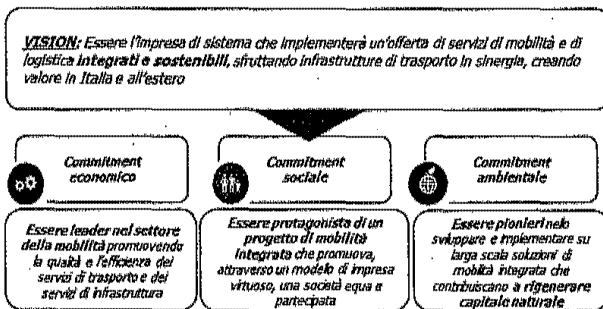 VISION: Essere l'impresa di sistema che implementerà un'offerta di servizi di mobilità e di
logistica integrati e sostenibili, sfruttando infrastrutture di trasporto in sinergia, creando
valore in Italia e all'estero
Commitment
economico
Commitment
sociale
Commitment
ambientale
Essere leader nel settore
della mobilità promuovendo
la qualità e l'efficienza dei
servizi di trasporto e dei
servizi di infrastruttura
Essere protagonista di un
progetto di mobilità
integrata che promuova,
attraverso un modello di impresa
virtuoso, una società equa e
partecipata
Essere pionieri nelo
sviluppare e implementare su
larga scala soluzioni di
mobilità integrata che
contribuiscano a rigenerare
capitale naturale